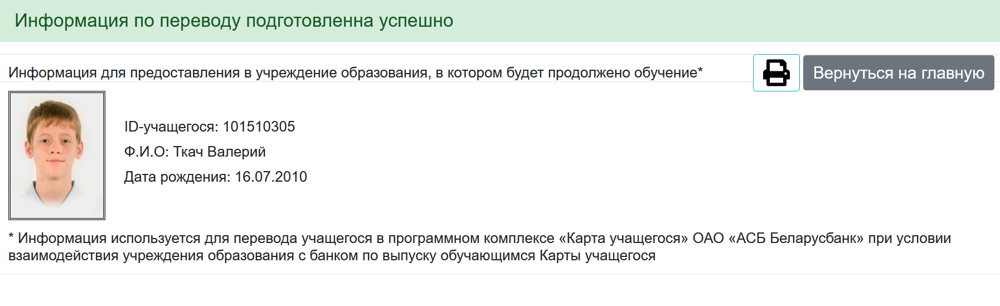 Информация по переводу подготовленна успешно
Информация для предоставления в учреждение образования, в котором будет продолжено обучение*
Вернуться на главную
ID-учащегося: 101510305
Ф.И.О: Ткач Валерий
Дата рождения: 16.07.2010
* Информация используется для перевода учащегося в программном комплексе «Карта учащегося» ОАО «АСБ Беларусбанк» при условии
взаимодействия учреждения образования с банком по выпуску обучающимся Карты учащегося